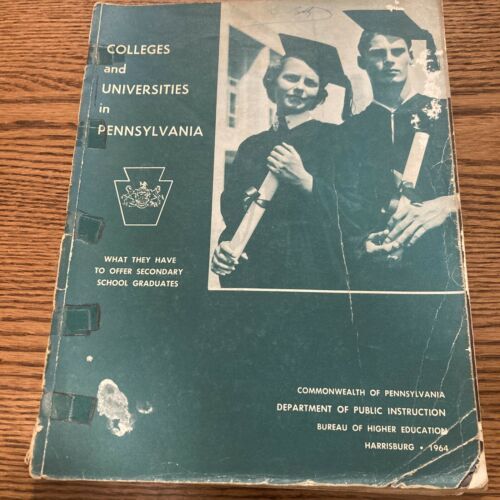 COLLEGES
and
UNIVERSITIES
in
PENNSYLVANIA
WHAT THEY HAVE
TO OFFER SECONDARY
SCHOOL GRADUATES
COMMONWEALTH OF PENNSYLVANIA
DEPARTMENT OF PUBLIC INSTRUCTION
BUREAU OF HIGHER EDUCATION
HARRISBURG • 1964